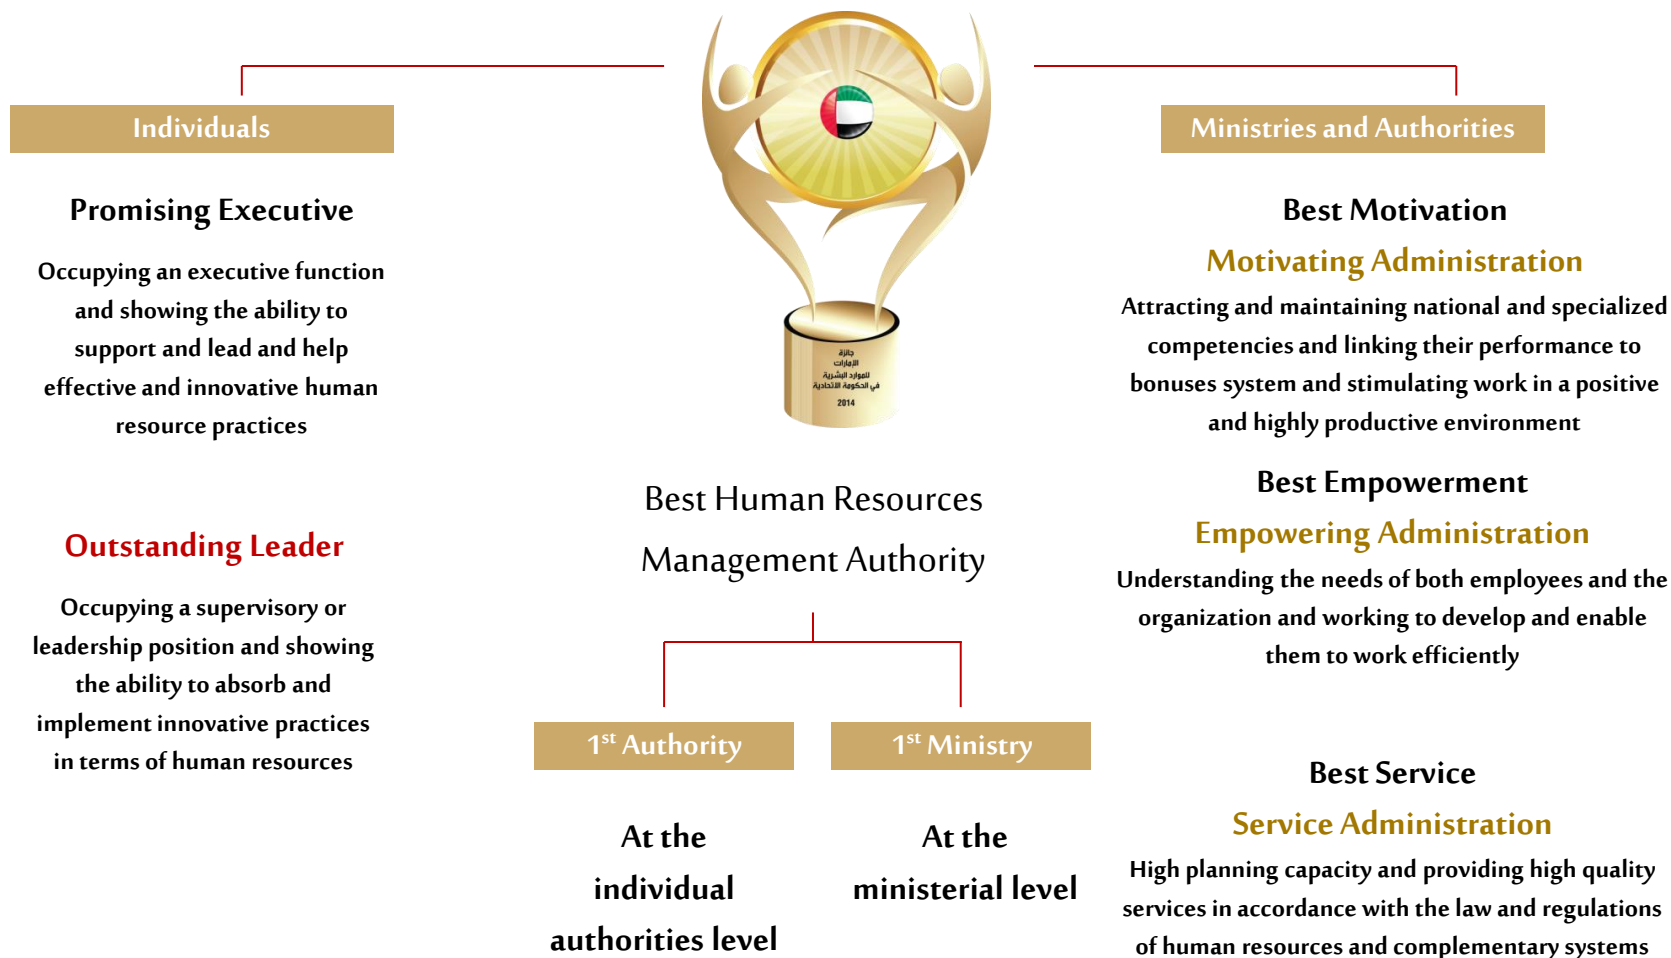 Individuals
Promising Executive
Occupying an executive function
and showing the ability to
support and lead and help
effective and innovative human
resource practices
Outstanding Leader
Occupying a supervisory or
leadership position and showing
the ability to absorb and
implement innovative practices
in terms of human resources
جائزة
الإمارات
للموارد البشرية
في الحكومة الاتحادية
2014
Best Human Resources
Management Authority
1st Authority
At the
individual
authorities level
1st Ministry
At the
ministerial level
Ministries and Authorities
Best Motivation
Motivating Administration
Attracting and maintaining national and specialized
competencies and linking their performance to
bonuses system and stimulating work in a positive
and highly productive environment
Best Empowerment
Empowering Administration
Understanding the needs of both employees and the
organization and working to develop and enable
them to work efficiently
Best Service
Service Administration
High planning capacity and providing high quality
services in accordance with the law and regulations
of human resources and complementary systems